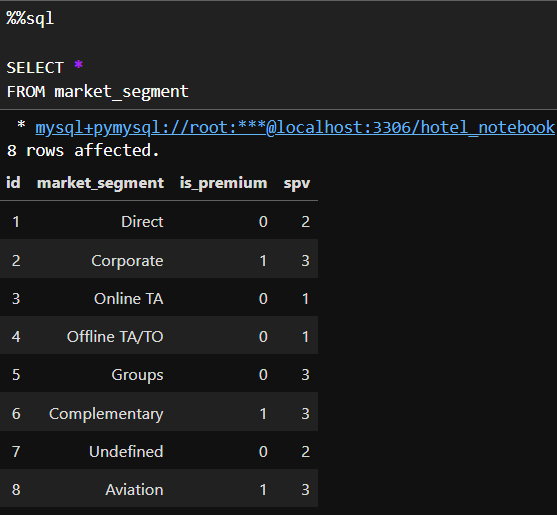 %%sql
SELECT *
FROM market_segment
* mysql+pymysql://root:***@localhost:3306/hotel_notebook
8 rows affected.
id market_segment is_premium spv
1 Direct 0 2
2 Corporate 1 3
3 Online TA 0 1
4 Offline TA/TO 0 1
5 Groups 0 3
6 Complementary 1 3
7 Undefined 0 2
8 Aviation 1 3